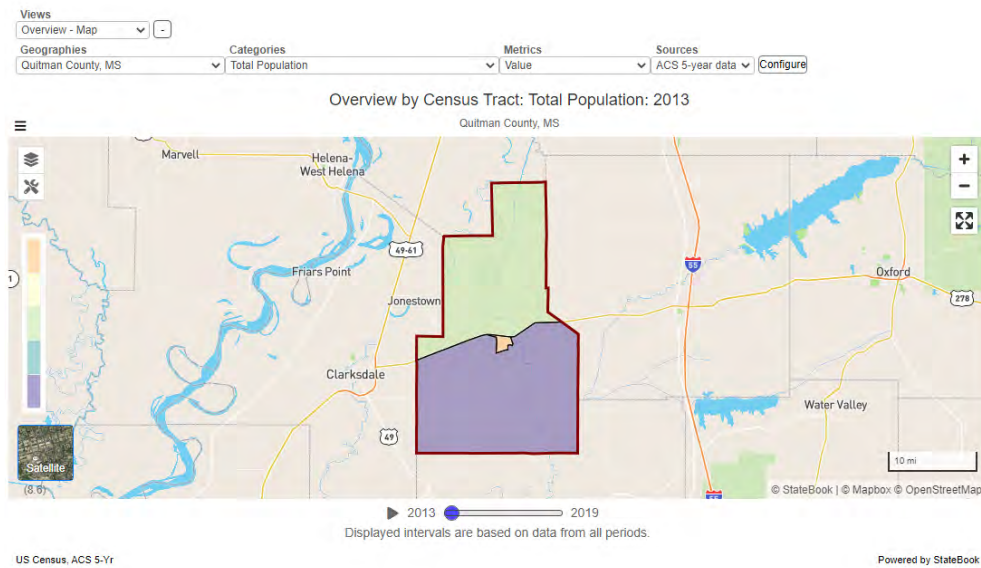 Views
Overview - Map
-
Geographies Categories Metrics Sources
Quitman County, MS Total Population Value ACS 5-year data Configure
Overview by Census Tract: Total Population: 2013
Quitman County, MS
Marvell
Helena-
West Helena
49-61
55
1
Friars Point
Oxford
Jonestown
278
Clarksdale
Water Valley
49
10 mi
Satellite
(8.6)
© StateBook | © Mapbox © OpenStreetMap
55
2013 2019
Displayed intervals are based on data from all periods.
US Census, ACS 5-Yr Powered by StateBook